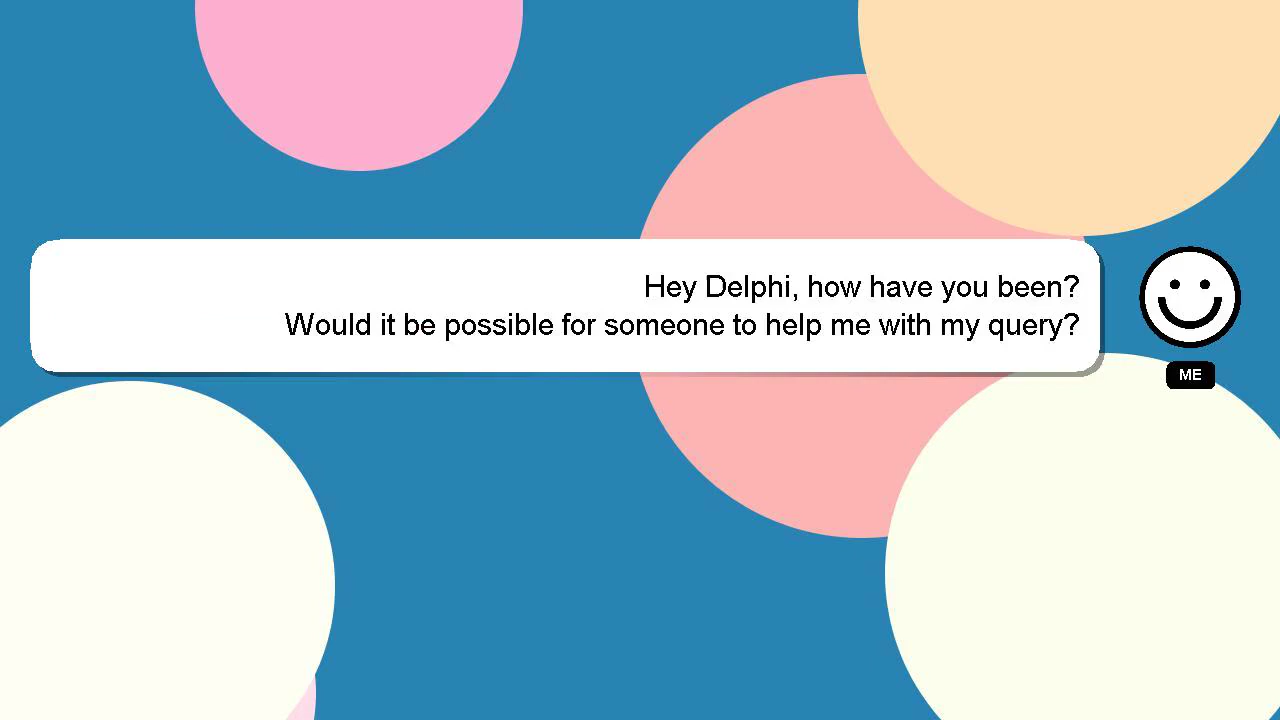 Hey Delphi, how have you been?
Would it be possible for someone to help me with my query?
ME